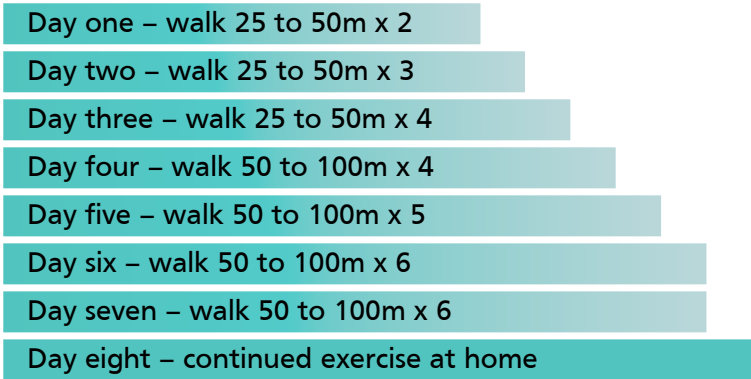 Day one – walk 25 to 50m x 2
Day two – walk 25 to 50m x 3
Day three – walk 25 to 50m x 4
Day four – walk 50 to 100m x 4
Day five – walk 50 to 100m x 5
Day six – walk 50 to 100m x 6
Day seven – walk 50 to 100m x 6
Day eight – continued exercise at home